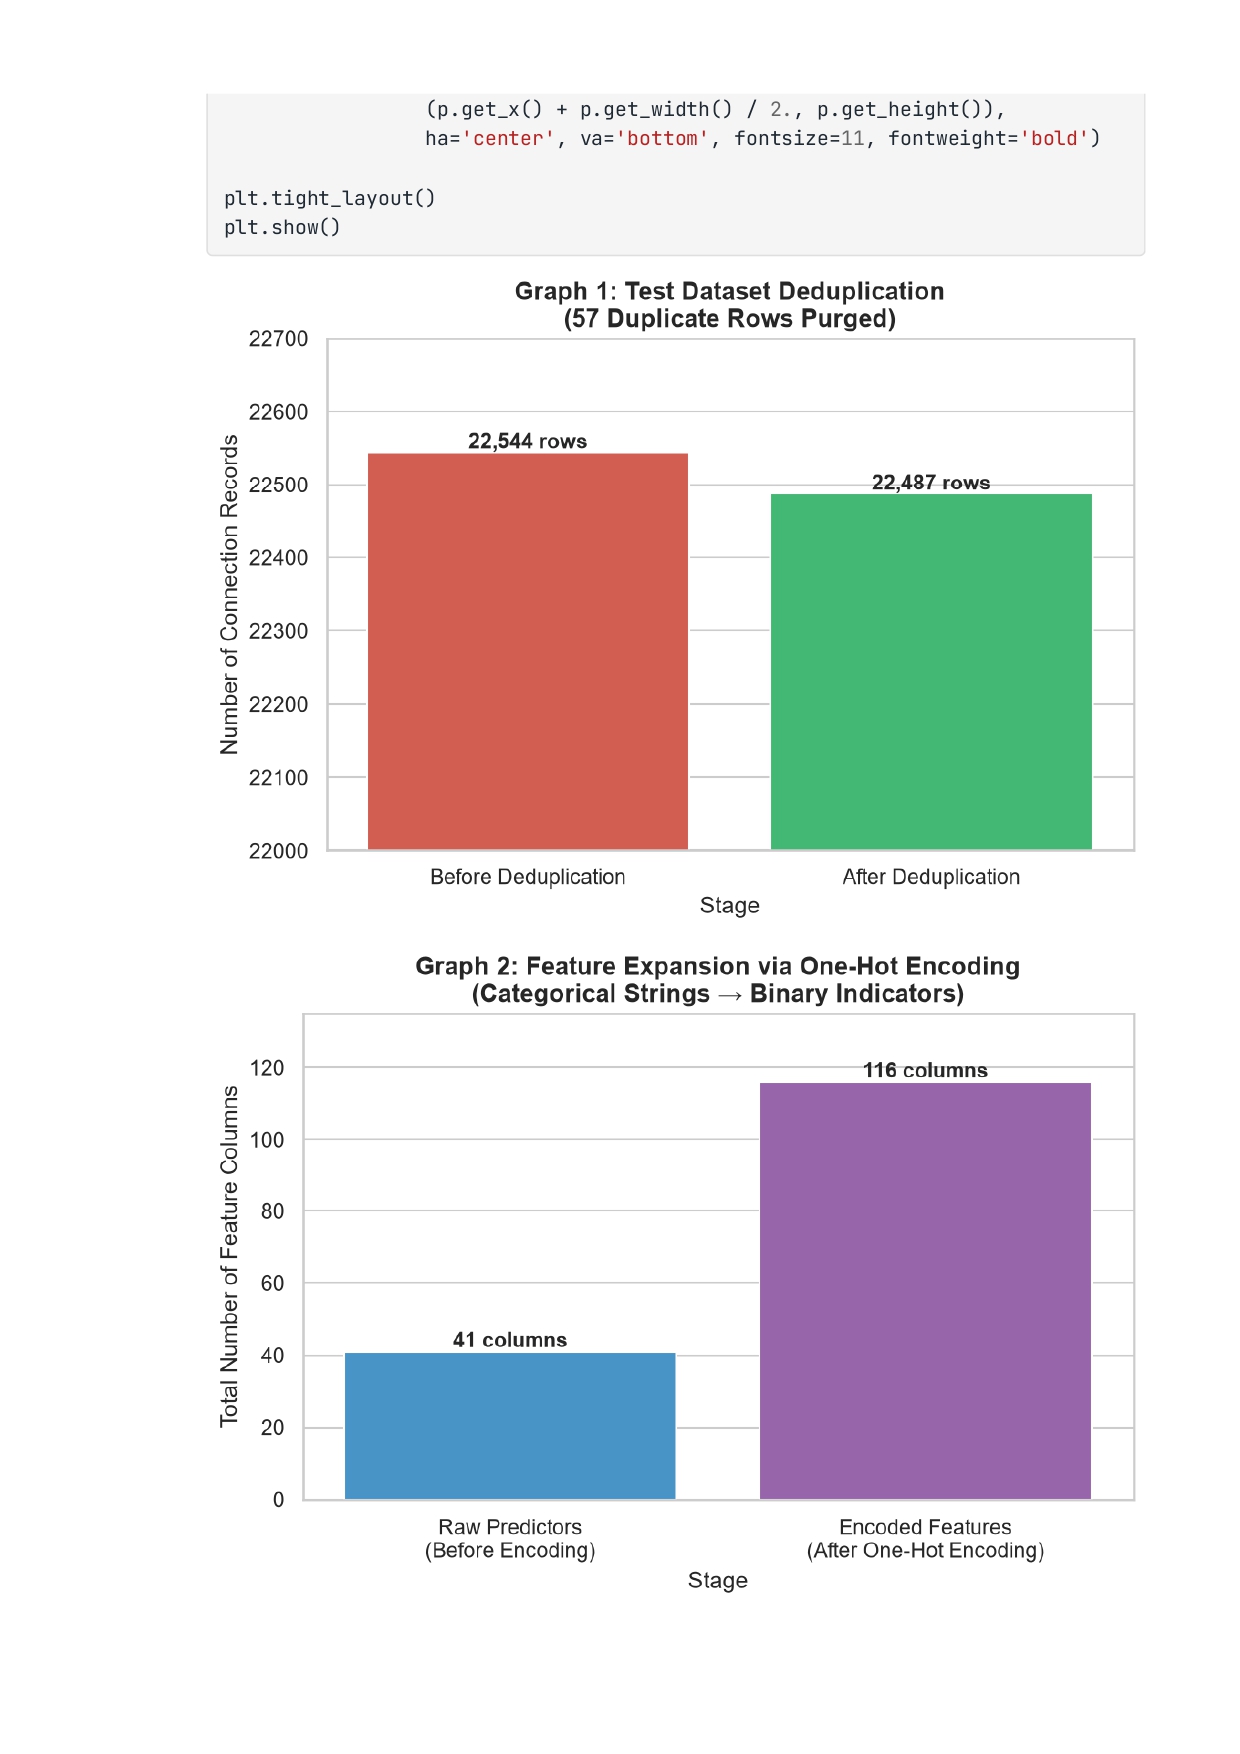 (p.get_x() + p.get_width() / 2., p.get_height()),
ha='center', va='bottom', fontsize=11, fontweight='bold')
plt.tight_layout()
plt.show()
Graph 1: Test Dataset Deduplication
(57 Duplicate Rows Purged)
22700
22600
22500
22400
22300
22200
22100
22000
Number of Connection Records
22,544 rows
22,487 rows
Before Deduplication
After Deduplication
Stage
Graph 2: Feature Expansion via One-Hot Encoding
(Categorical Strings → Binary Indicators)
120
100
80
60
40
20
0
Total Number of Feature Columns
41 columns
116 columns
Raw Predictors
(Before Encoding)
Encoded Features
(After One-Hot Encoding)
Stage